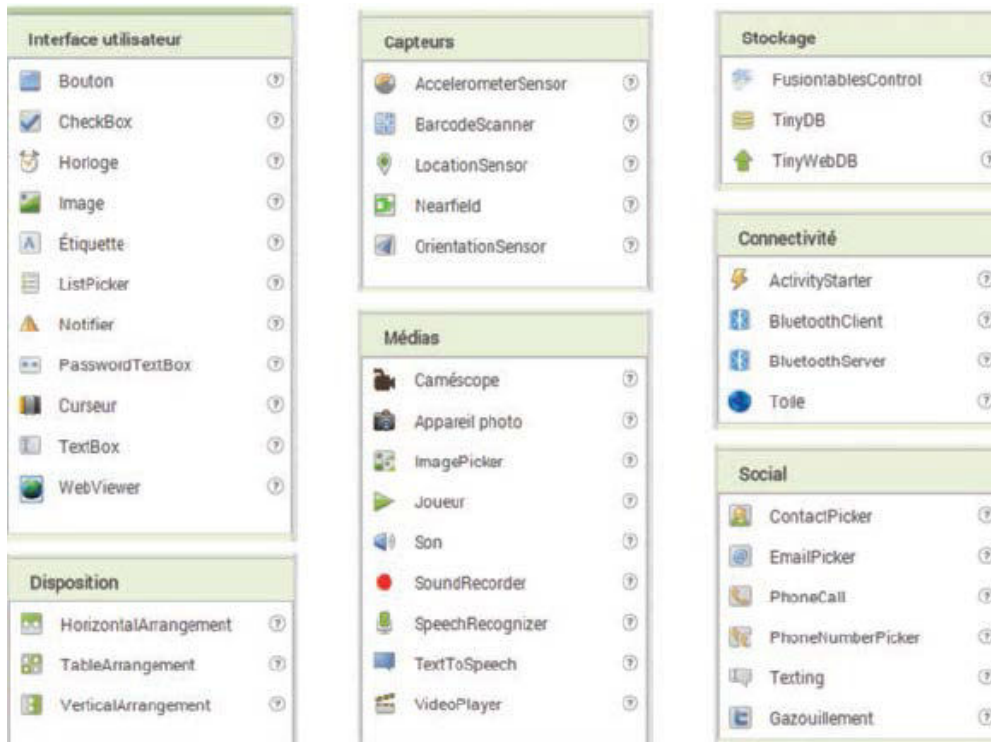 Interface utilisateur
Bouton
CheckBox
Horloge
Image
Étiquette
ListPicker
Notifier
PasswordTextBox
Curseur
TextBox
WebViewer
Disposition
HorizontalArrangement
TableArrangement
VerticalArrangement
Capteurs
AccelerometerSensor
BarcodeScanner
LocationSensor
Nearfield
OrientationSensor
Médias
Caméscope
Appareil photo
ImagePicker
Joueur
Son
SoundRecorder
SpeechRecognizer
TextToSpeech
VideoPlayer
Stockage
FusiontablesControl
TinyDB
TinyWebDB
Connectivité
ActivityStarter
BluetoothClient
BluetoothServer
Toile
Social
ContactPicker
EmailPicker
PhoneCall
PhoneNumberPicker
Texting
Gazouillement